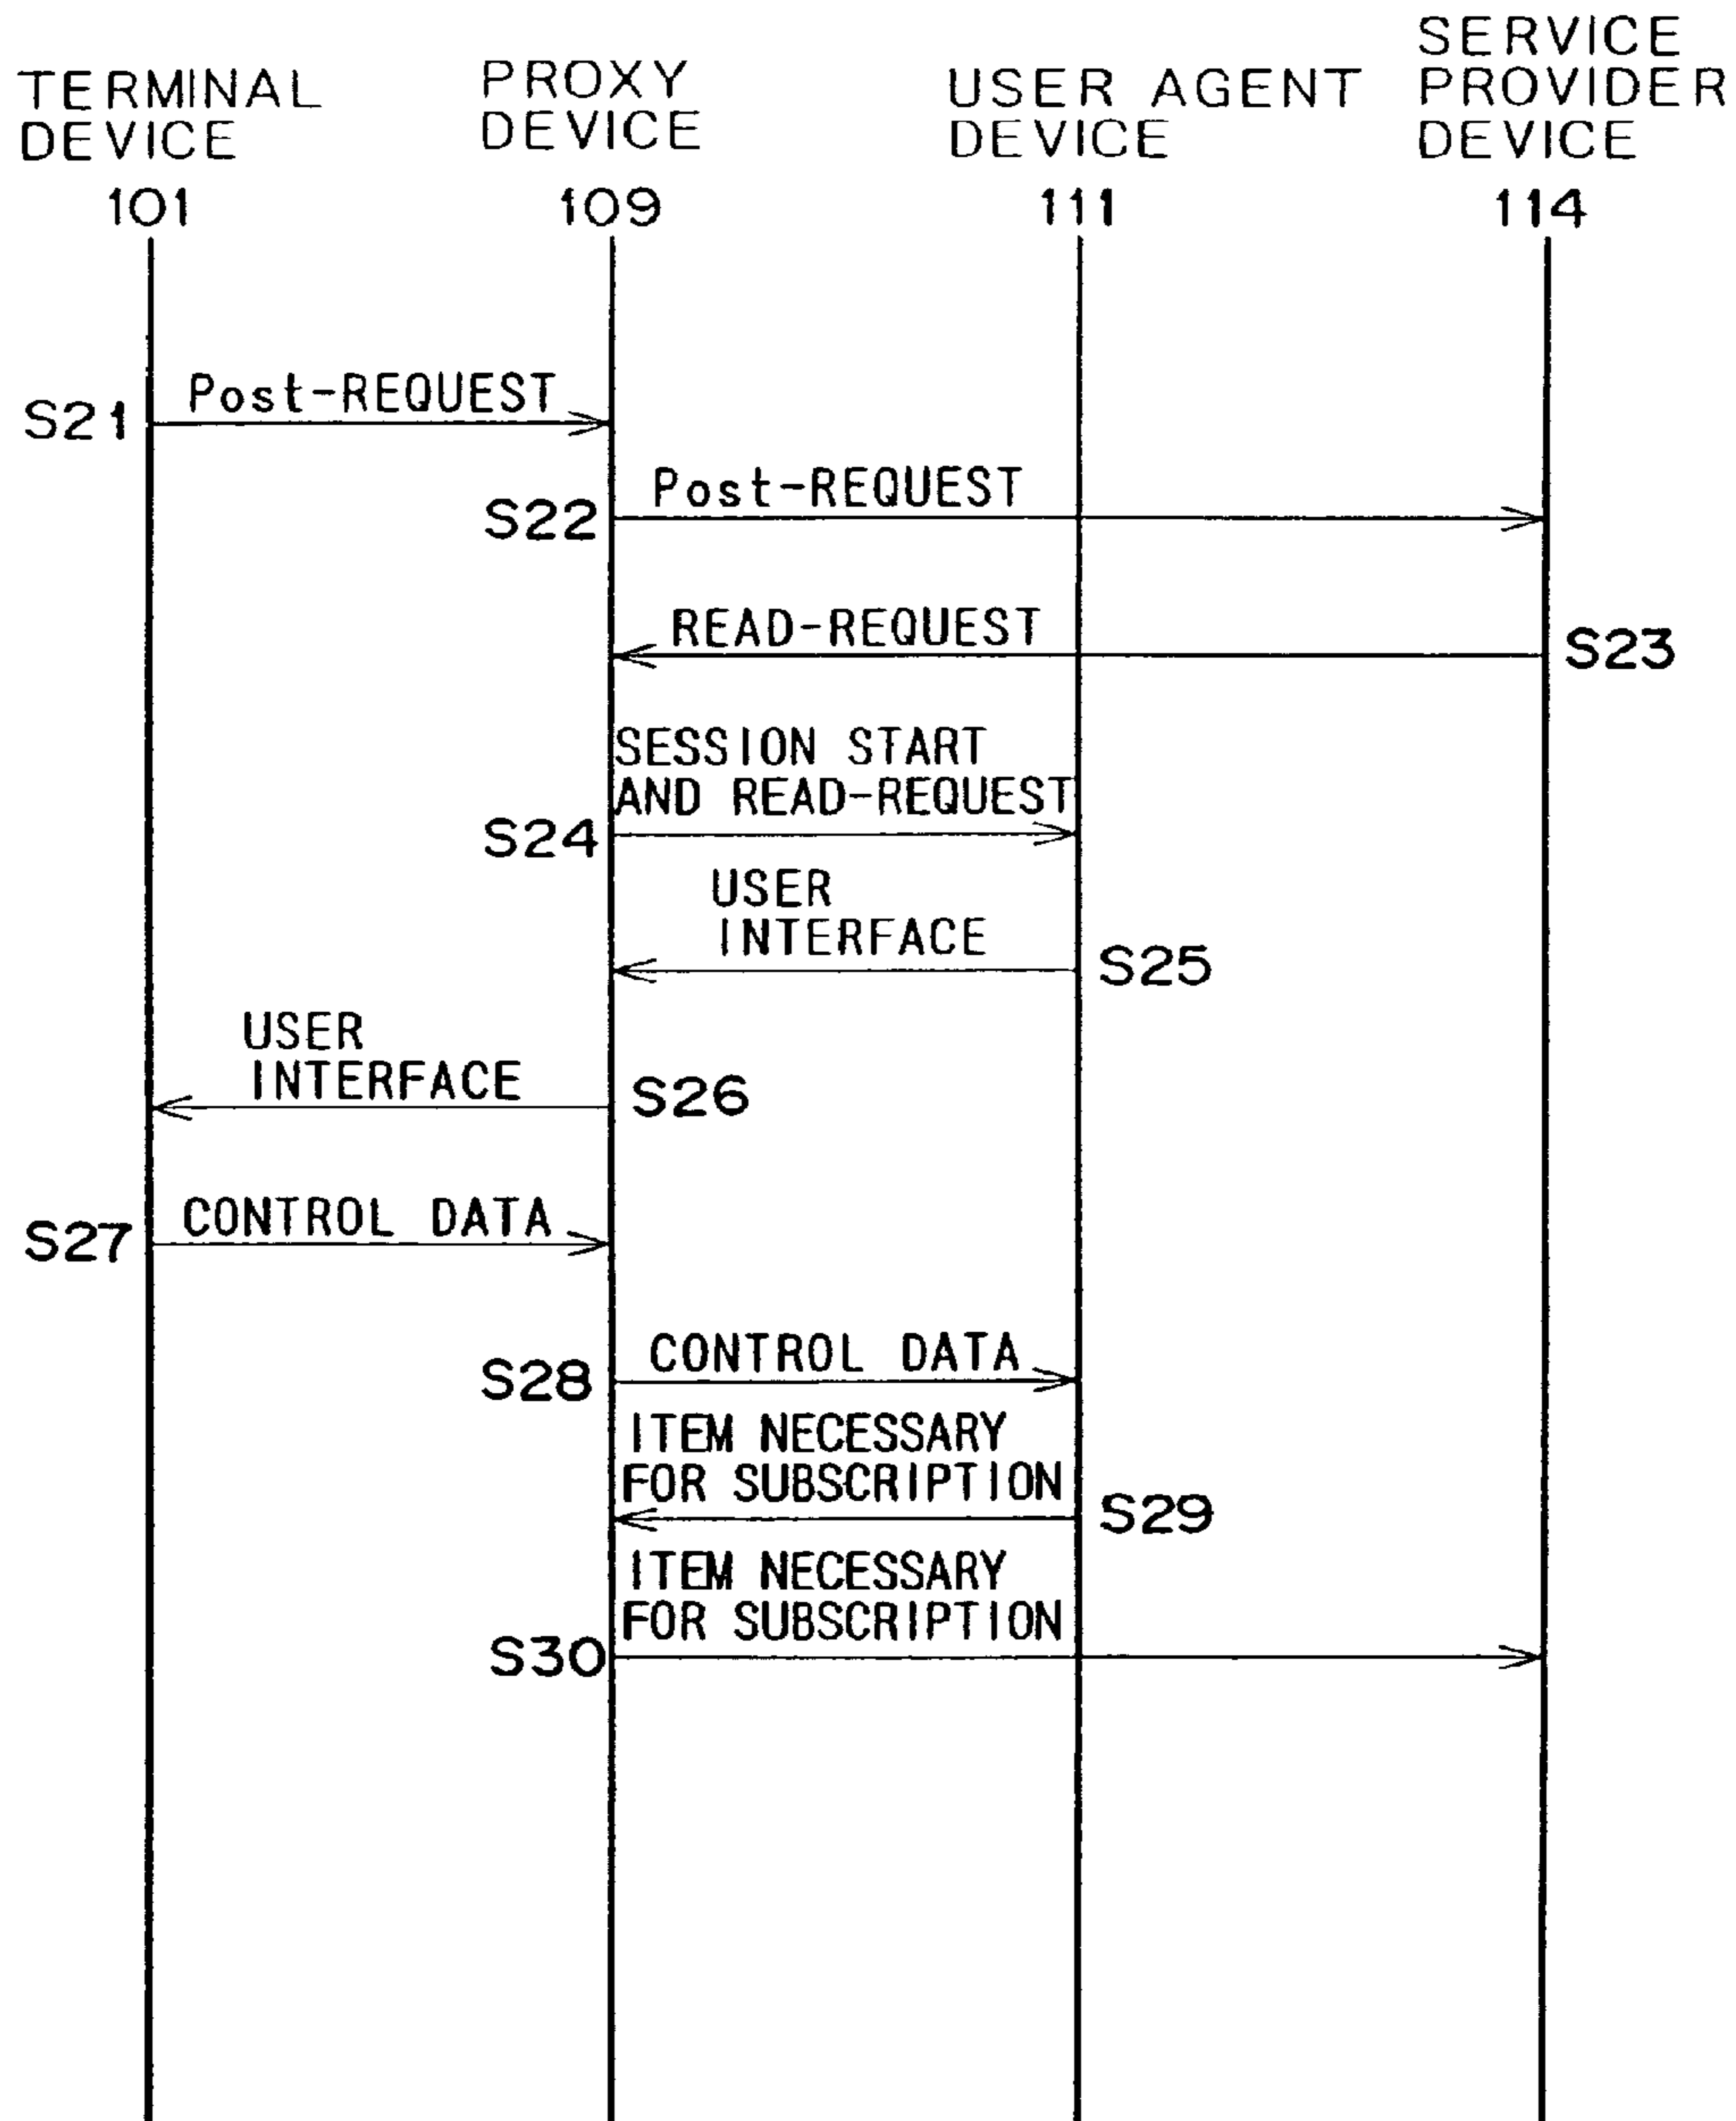 TERMINAL
DEVICE
101
PROXY
DEVICE
109
USER AGENT
DEVICE
111
SERVICE
PROVIDER
DEVICE
114
S21
Post-REQUEST
S22
Post-REQUEST
READ-REQUEST
S23
SESSION START
AND READ-REQUEST
S24
USER
INTERFACE
S25
USER
INTERFACE
S26
S27
CONTROL DATA
S28
CONTROL DATA
ITEM NECESSARY
FOR SUBSCRIPTION
S29
ITEM NECESSARY
FOR SUBSCRIPTION
S30